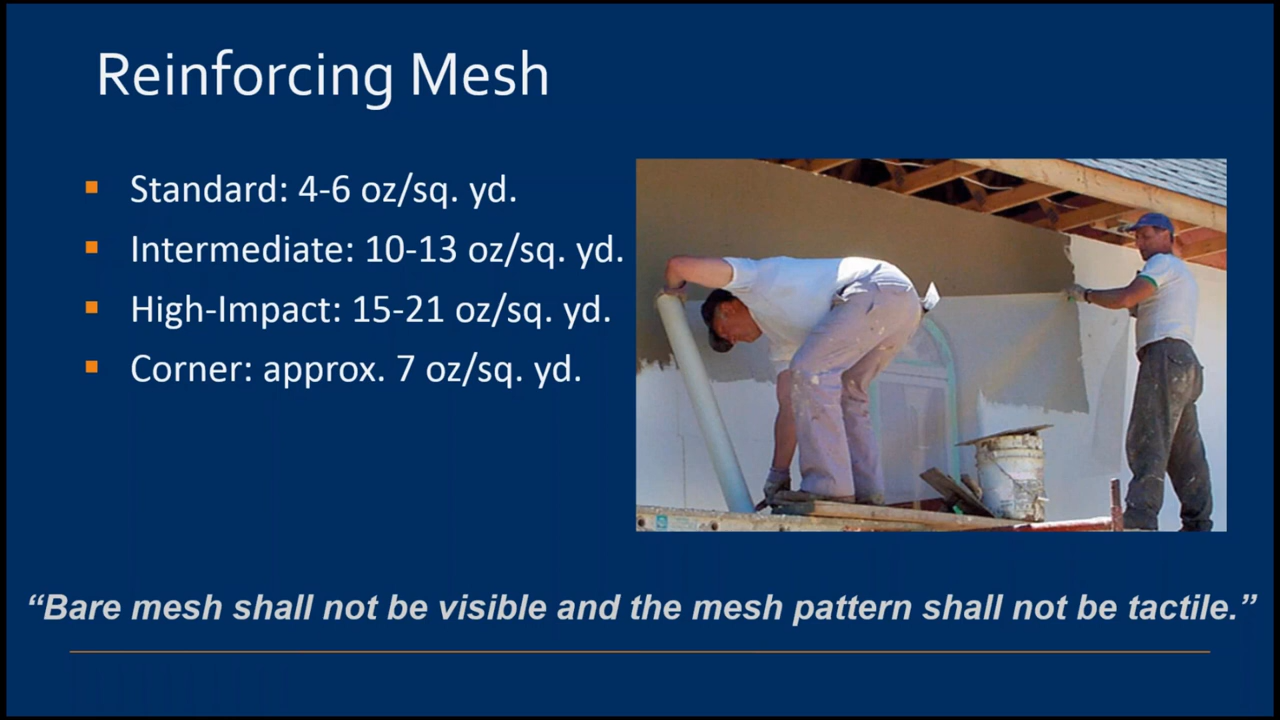 Reinforcing Mesh
Standard: 4-6 oz/sq. yd.
Intermediate: 10-13 oz/sq. yd.
High-Impact: 15-21 oz/sq. yd.
Corner: approx. 7 oz/sq. yd.
“Bare mesh shall not be visible and the mesh pattern shall not be tactile.”